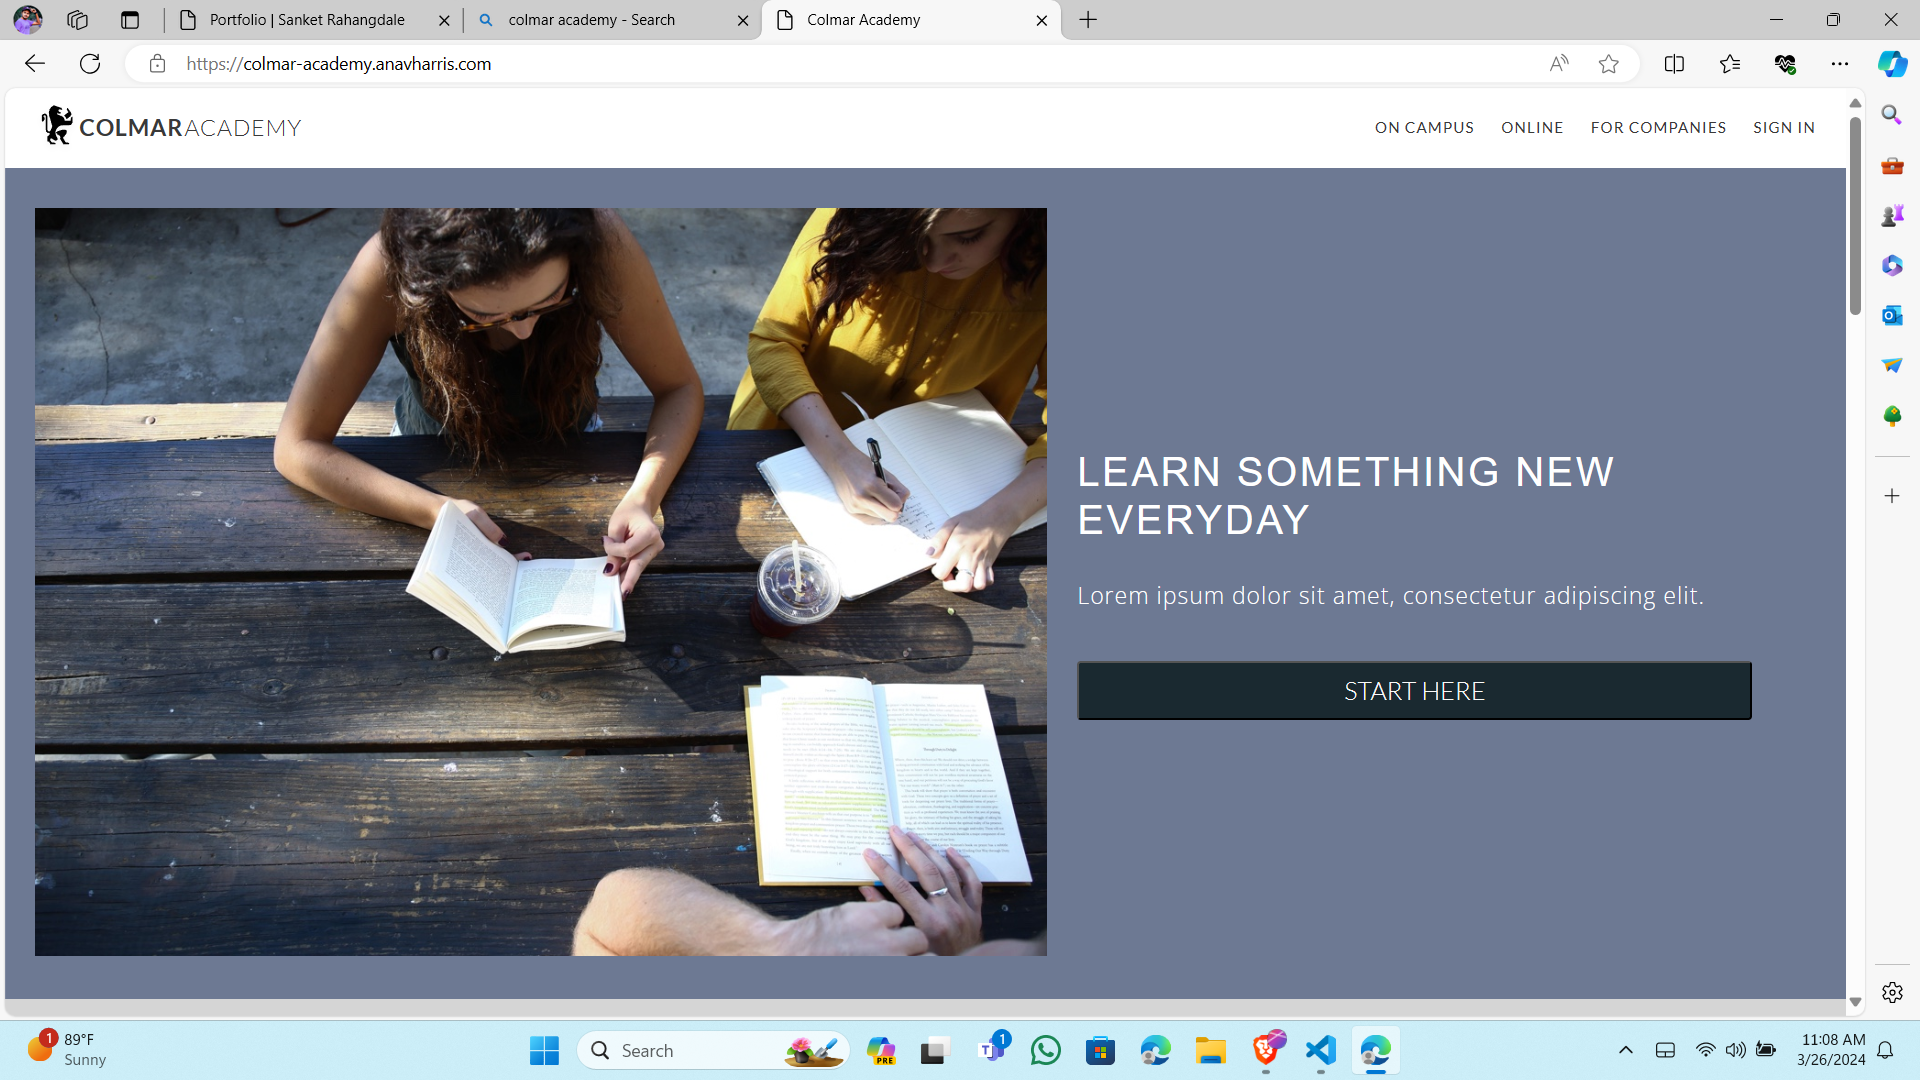 Portfolio | Sanket Rahangdale
colmar academy - Search
Colmar Academy
https://colmar-academy.anavharris.com
COLMARACADEMY
ON CAMPUS
ONLINE
FOR COMPANIES
SIGN IN
LEARN SOMETHING NEW
EVERYDAY
Lorem ipsum dolor sit amet, consectetur adipiscing elit.
START HERE
1
89°F
Sunny
Search
PRE
1
11:08 AM
3/26/2024